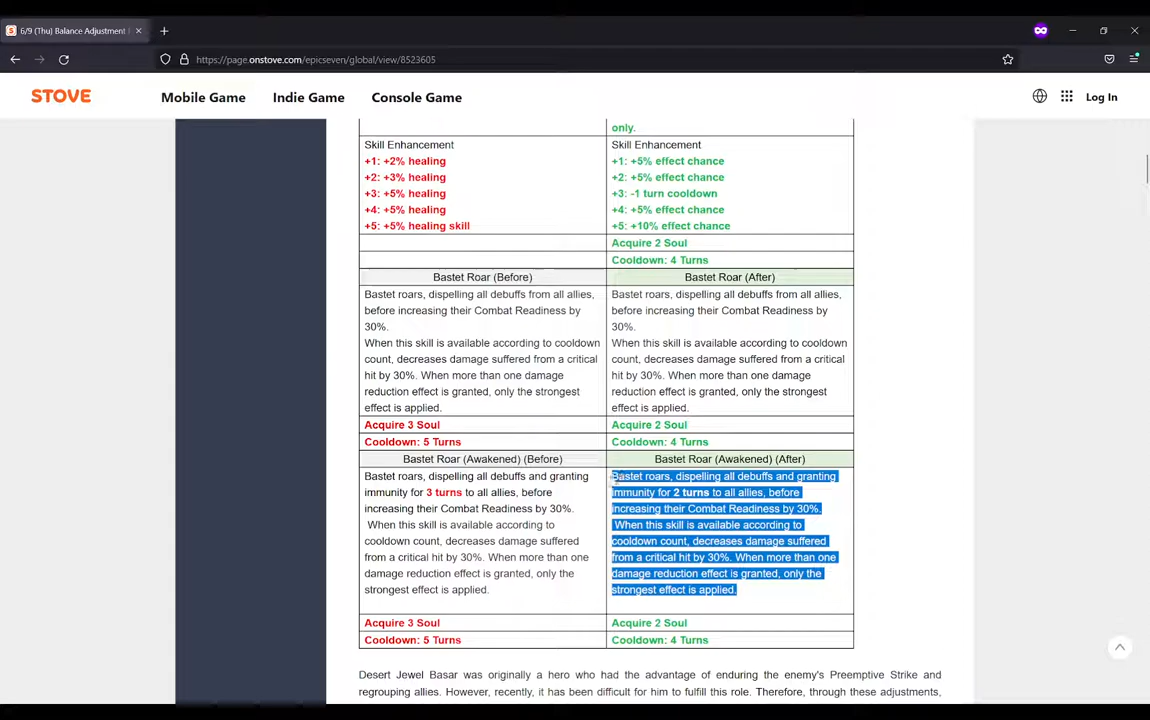 6/9 (Thu) Balance Adjustment
https://page.onstove.com/epicseven/global/view/8523605
STOVE
Mobile Game
Indie Game
Console Game
Log In
only.
Skill Enhancement
+1: +2% healing
+2: +3% healing
+3: +5% healing
+4: +5% healing
+5: +5% healing skill
Skill Enhancement
+1: +5% effect chance
+2: +5% effect chance
+3: -1 turn cooldown
+4: +5% effect chance
+5: +10% effect chance
Acquire 2 Soul
Cooldown: 4 Turns
Bastet Roar (Before)
Bastet Roar (After)
Bastet roars, dispelling all debuffs from all allies,
before increasing their Combat Readiness by
30%.
When this skill is available according to cooldown
count, decreases damage suffered from a critical
hit by 30%. When more than one damage
reduction effect is granted, only the strongest
effect is applied.
Bastet roars, dispelling all debuffs from all allies,
before increasing their Combat Readiness by
30%.
When this skill is available according to cooldown
count, decreases damage suffered from a critical
hit by 30%. When more than one damage
reduction effect is granted, only the strongest
effect is applied.
Acquire 3 Soul
Acquire 2 Soul
Cooldown: 5 Turns
Cooldown: 4 Turns
Bastet Roar (Awakened) (Before)
Bastet Roar (Awakened) (After)
Bastet roars, dispelling all debuffs and granting
immunity for 3 turns to all allies, before
increasing their Combat Readiness by 30%.
When this skill is available according to
cooldown count, decreases damage suffered
from a critical hit by 30%. When more than one
damage reduction effect is granted, only the
strongest effect is applied.
Bastet roars, dispelling all debuffs and granting
immunity for 2 turns to all allies, before
increasing their Combat Readiness by 30%.
When this skill is available according to
cooldown count, decreases damage suffered
from a critical hit by 30%. When more than one
damage reduction effect is granted, only the
strongest effect is applied.
Acquire 3 Soul
Acquire 2 Soul
Cooldown: 5 Turns
Cooldown: 4 Turns
Desert Jewel Basar was originally a hero who had the advantage of enduring the enemy's Preemptive Strike and
regrouping allies. However, recently, it has been difficult for him to fulfill this role. Therefore, through these adjustments,